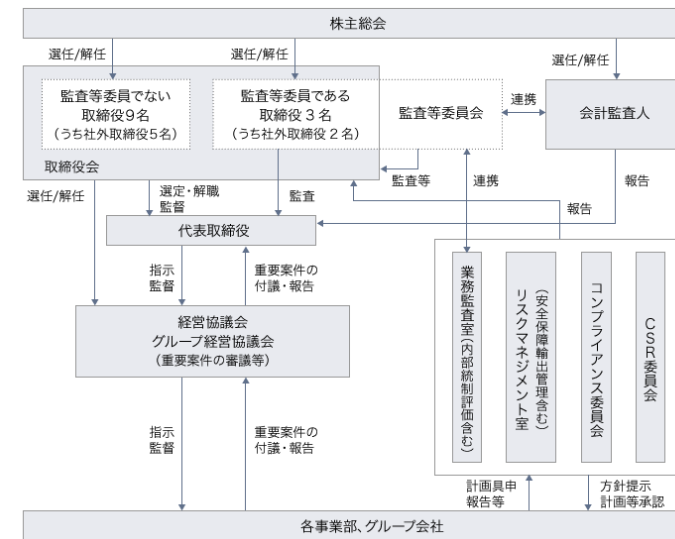 株主総会
選任/解任
選任/解任
選任/解任
監査等委員でない
取締役9名
(うち社外取締役5名)
監査等委員である
取締役3名
(うち社外取締役2名)
監査等委員会
連携
会計監査人
取締役会
選任/解任
選定・解職
監督
監査
監査等
連携
報告
報告
代表取締役
指示
監督
重要案件の
付議・報告
経営協議会
グループ経営協議会
(重要案件の審議等)
業務監査室(内部統制評価含む)
リスクマネジメント室
(安全保障輸出管理含む)
コンプライアンス委員会
CSR委員会
指示
監督
重要案件の
付議・報告
計画具申
報告等
方針提示
計画等承認
各事業部、グループ会社